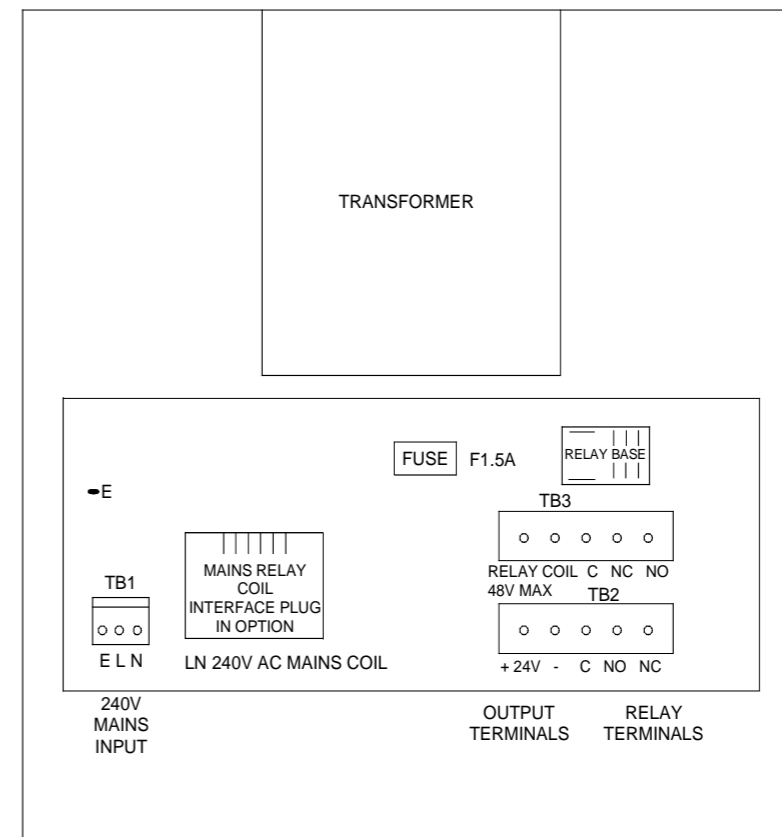 TRANSFORMER
FUSE
F1.5A
RELAY BASE
E
TB3
RELAY COIL C NC NO
48V MAX
TB2
+ 24V - C NO NC
MAINS RELAY
COIL
INTERFACE PLUG
IN OPTION
LN 240V AC MAINS COIL
TB1
E L N
240V
MAINS
INPUT
OUTPUT
TERMINALS
RELAY
TERMINALS